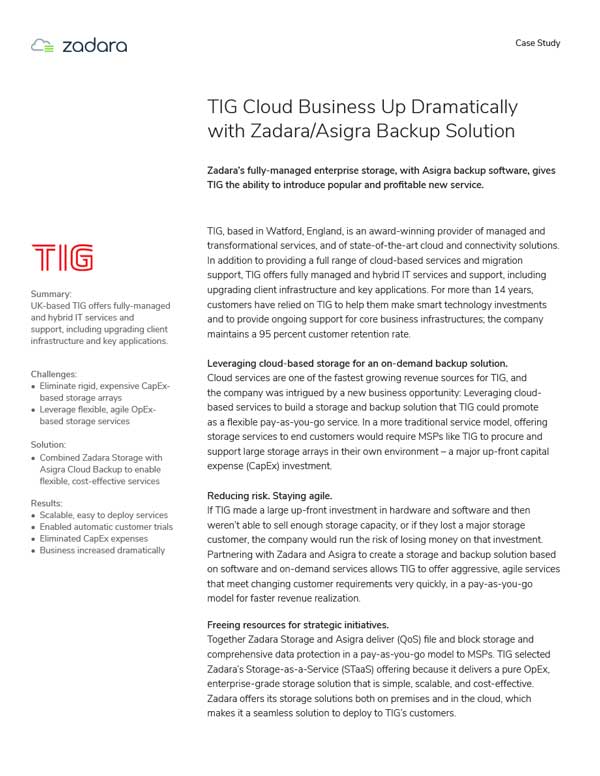 zadara
Case Study
TIG Cloud Business Up Dramatically
with Zadara/Asigra Backup Solution
Zadara's fully-managed enterprise storage, with Asigra backup software, gives
TIG the ability to introduce popular and profitable new service.
TIG
Summary:
UK-based TIG offers fully-managed
and hybrid IT services and
support, including upgrading client
infrastructure and key applications.
Challenges:
• Eliminate rigid, expensive CapEx-
based storage arrays
• Leverage flexible, agile OpEx-
based storage services
Solution:
• Combined Zadara Storage with
Asigra Cloud Backup to enable
flexible, cost-effective services
Results:
• Scalable, easy to deploy services
• Enabled automatic customer trials
• Eliminated CapEx expenses
• Business increased dramatically
TIG, based in Watford, England, is an award-winning provider of managed and
transformational services, and of state-of-the-art cloud and connectivity solutions.
In addition to providing a full range of cloud-based services and migration
support, TIG offers fully managed and hybrid IT services and support, including
upgrading client infrastructure and key applications. For more than 14 years,
customers have relied on TIG to help them make smart technology investments
and to provide ongoing support for core business infrastructures; the company
maintains a 95 percent customer retention rate.
Leveraging cloud-based storage for an on-demand backup solution.
Cloud services are one of the fastest growing revenue sources for TIG, and
the company was intrigued by a new business opportunity: Leveraging cloud-
based services to build a storage and backup solution that TIG could promote
as a flexible pay-as-you-go service. In a more traditional service model, offering
storage services to end customers would require MSPs like TIG to procure and
support large storage arrays in their own environment – a major up-front capital
expense (CapEx) investment.
Reducing risk. Staying agile.
If TIG made a large up-front investment in hardware and software and then
weren't able to sell enough storage capacity, or if they lost a major storage
customer, the company would run the risk of losing money on that investment.
Partnering with Zadara and Asigra to create a storage and backup solution based
on software and on-demand services allows TIG to offer aggressive, agile services
that meet changing customer requirements very quickly, in a pay-as-you-go
model for faster revenue realization.
Freeing resources for strategic initiatives.
Together Zadara Storage and Asigra deliver (QoS) file and block storage and
comprehensive data protection in a pay-as-you-go model to MSPs. TIG selected
Zadara's Storage-as-a-Service (STaaS) offering because it delivers a pure OpEx,
enterprise-grade storage solution that is simple, scalable, and cost-effective.
Zadara offers its storage solutions both on premises and in the cloud, which
makes it a seamless solution to deploy to TIG's customers.